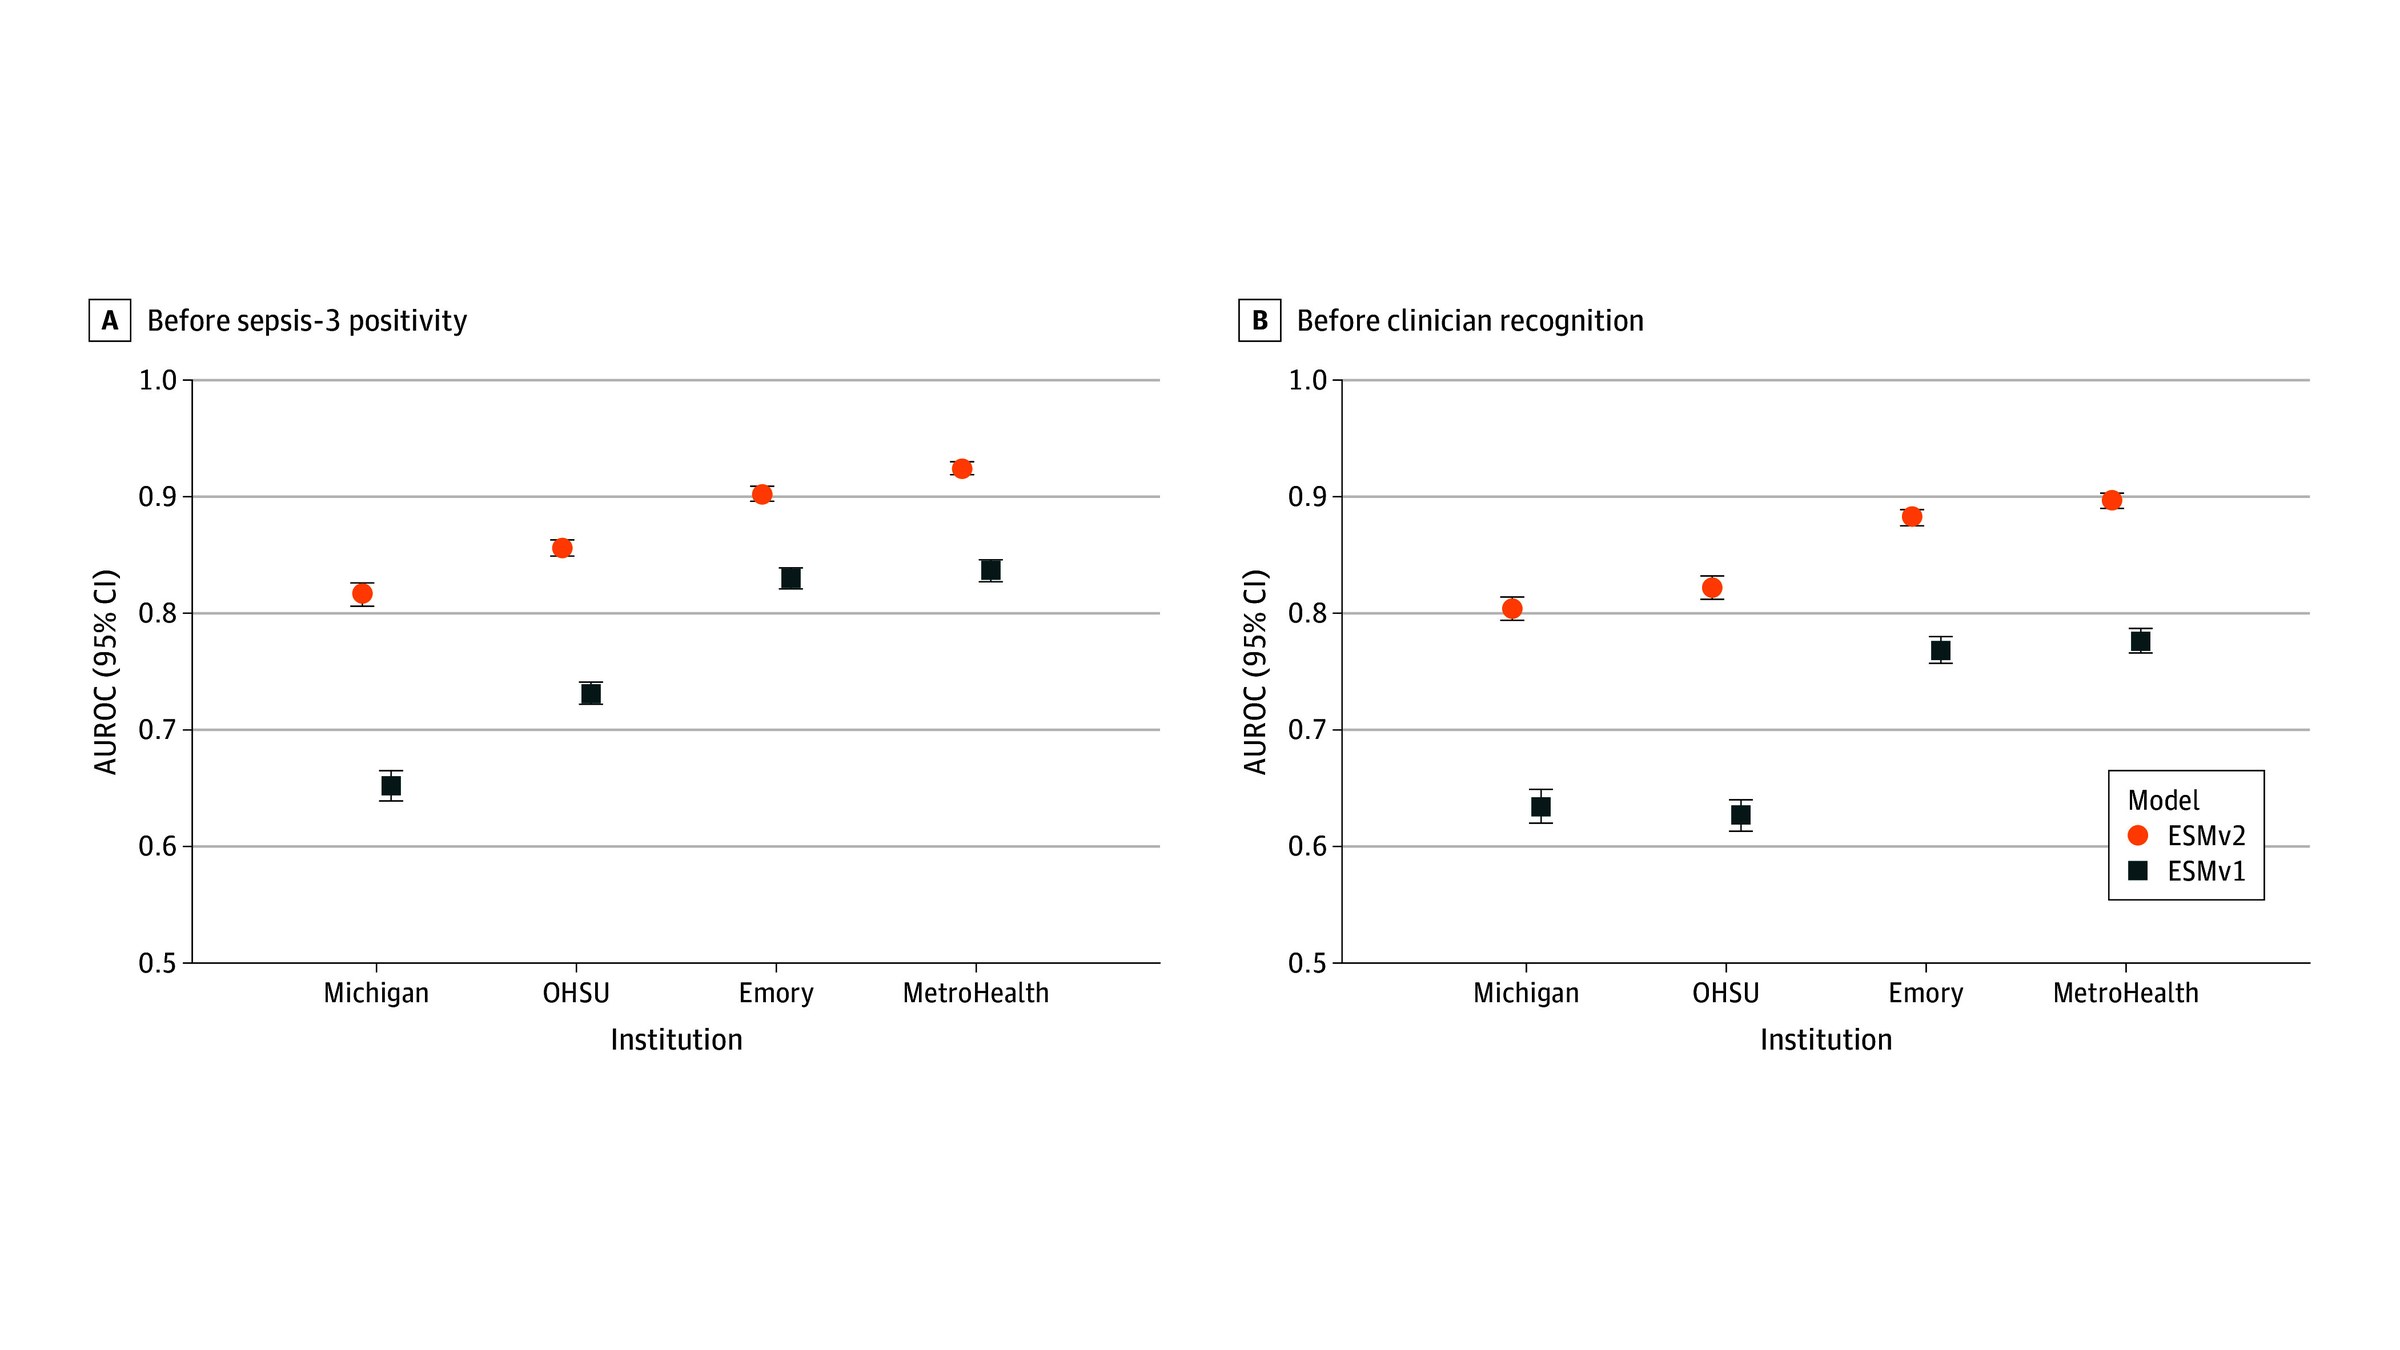 A Before sepsis-3 positivity
1.0
0.9
0.8
0.7
0.6
0.5
AUROC (95% CI)
Michigan OHSU Emory MetroHealth
Institution
B Before clinician recognition
1.0
0.9
0.8
0.7
0.6
0.5
AUROC (95% CI)
Model
ESMv2
ESMv1
Michigan OHSU Emory MetroHealth
Institution